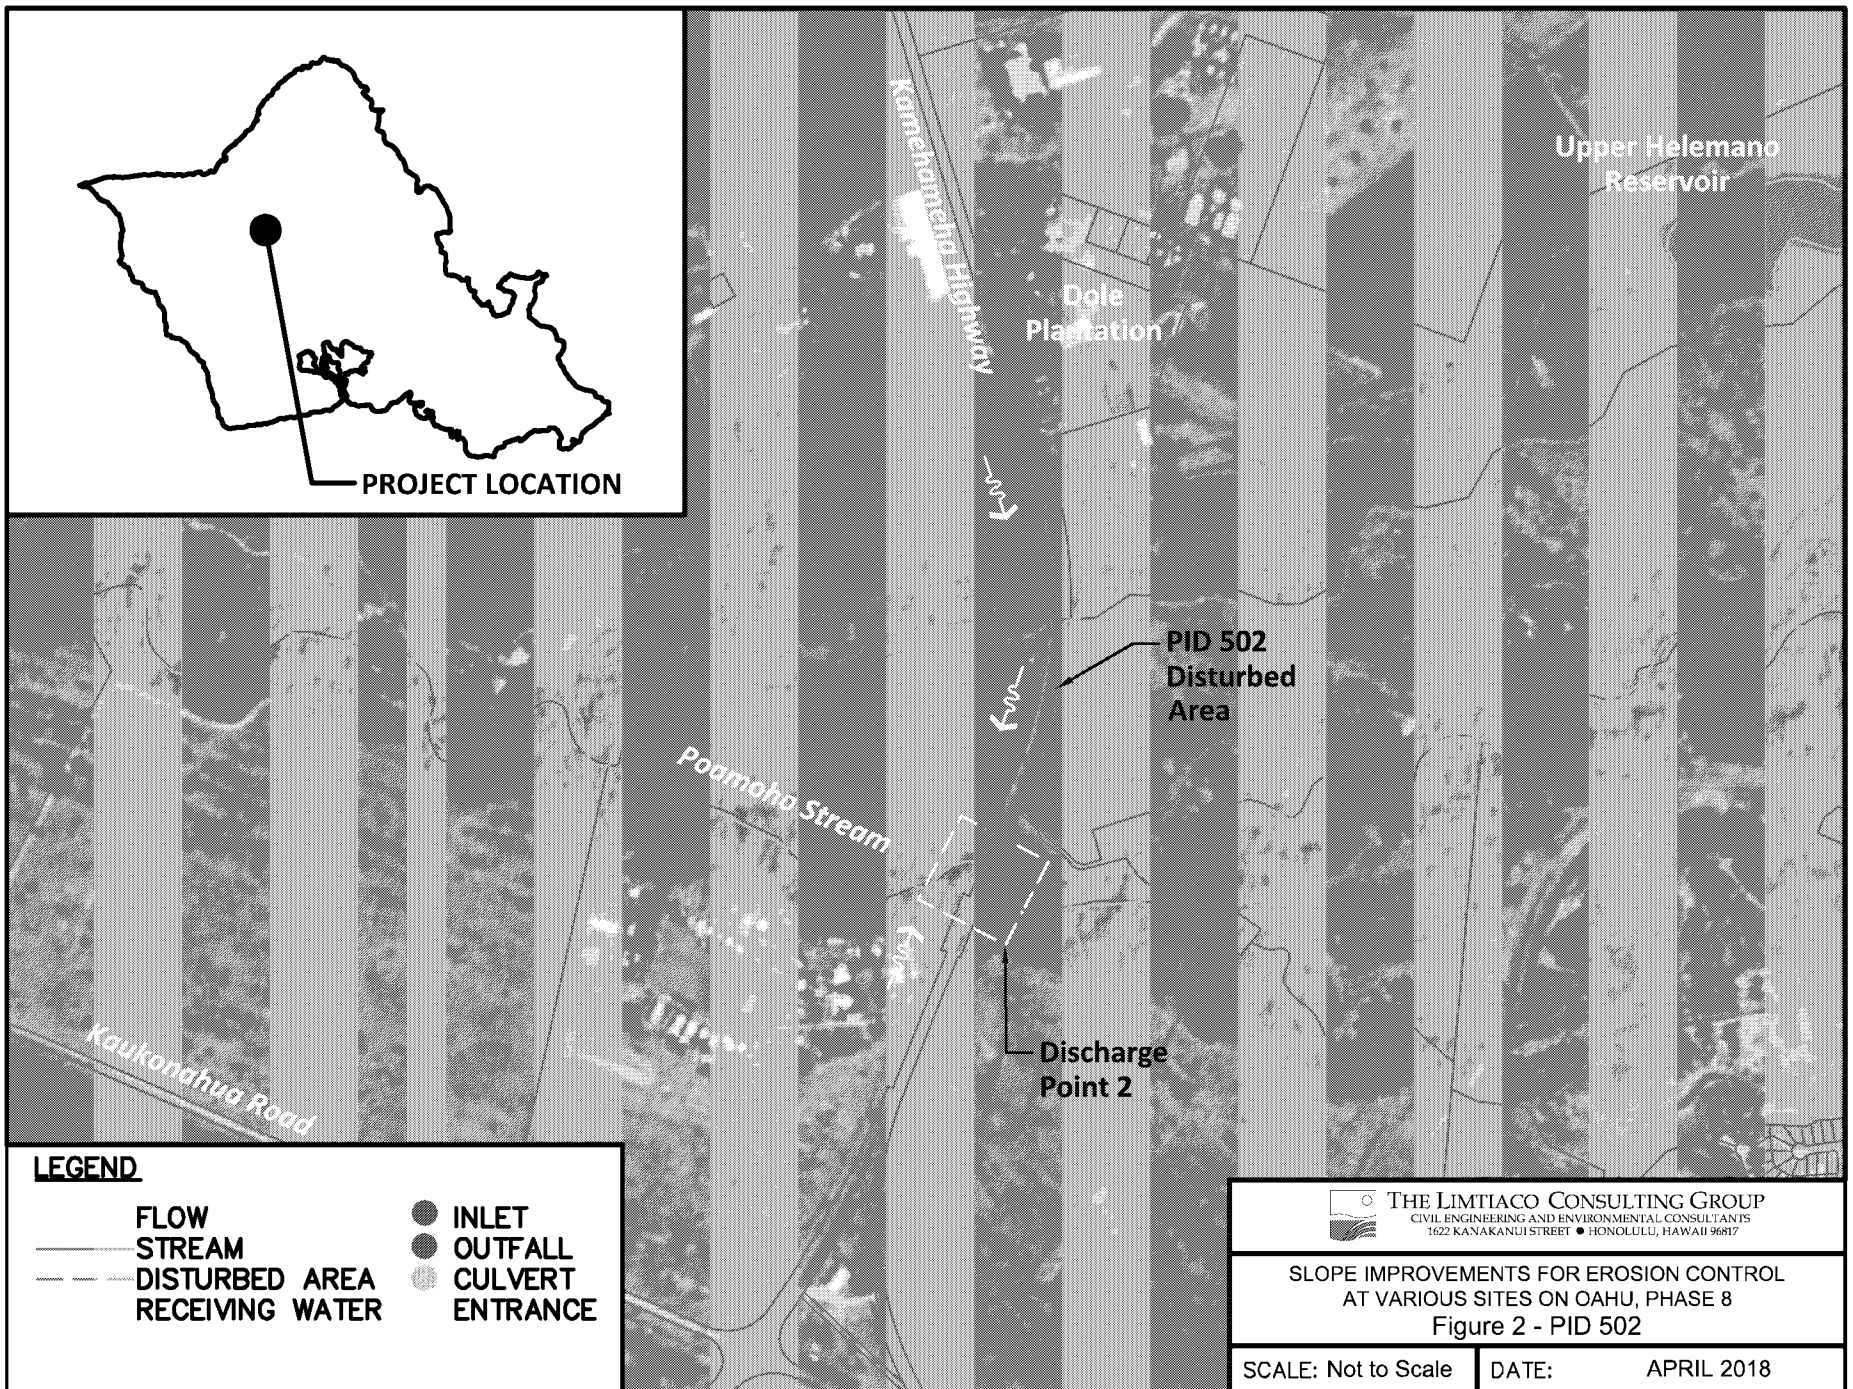 PROJECT LOCATION
Kamehameha Highway
Upper Helemano
Reservoir
Dole
Plantation
PID 502
Disturbed
Area
Poamoho Stream
Discharge
Point 2
Kaukonahua Road
LEGEND
FLOW
STREAM
DISTURBED AREA
RECEIVING WATER
INLET
OUTFALL
CULVERT
ENTRANCE
THE LIMTIACO CONSULTING GROUP
CIVIL ENGINEERING AND ENVIRONMENTAL CONSULTANTS
1622 KANAKANUI STREET ● HONOLULU, HAWAII 96817
SLOPE IMPROVEMENTS FOR EROSION CONTROL
AT VARIOUS SITES ON OAHU, PHASE 8
Figure 2 - PID 502
SCALE: Not to Scale
DATE: APRIL 2018